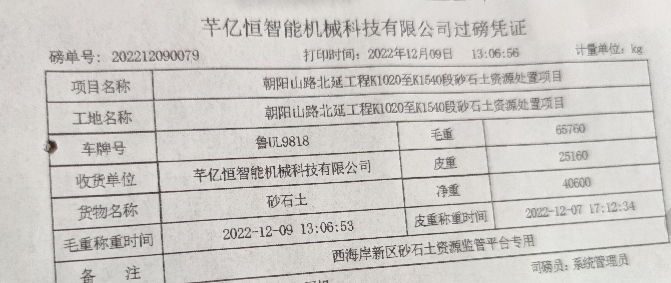 芊亿恒智能机械科技有限公司过磅凭证
磅单号: 202212090079 打印时间: 2022年12月09日 13:06:56 计量单位: kg
项目名称 朝阳山路北延工程K1020至K1540段砂石土资源处置项目
工地名称 朝阳山路北延工程K1020至K1540段砂石土资源处置项目
车牌号 鲁UL9818 毛重 65760
收货单位 芊亿恒智能机械科技有限公司 皮重 25160
货物名称 砂石土 净重 40600
毛重称重时间 2022-12-09 13:06:53 皮重称重时间 2022-12-07 17:12:34
备 注 西海岸新区砂石土资源监管平台专用
司磅员: 系统管理员